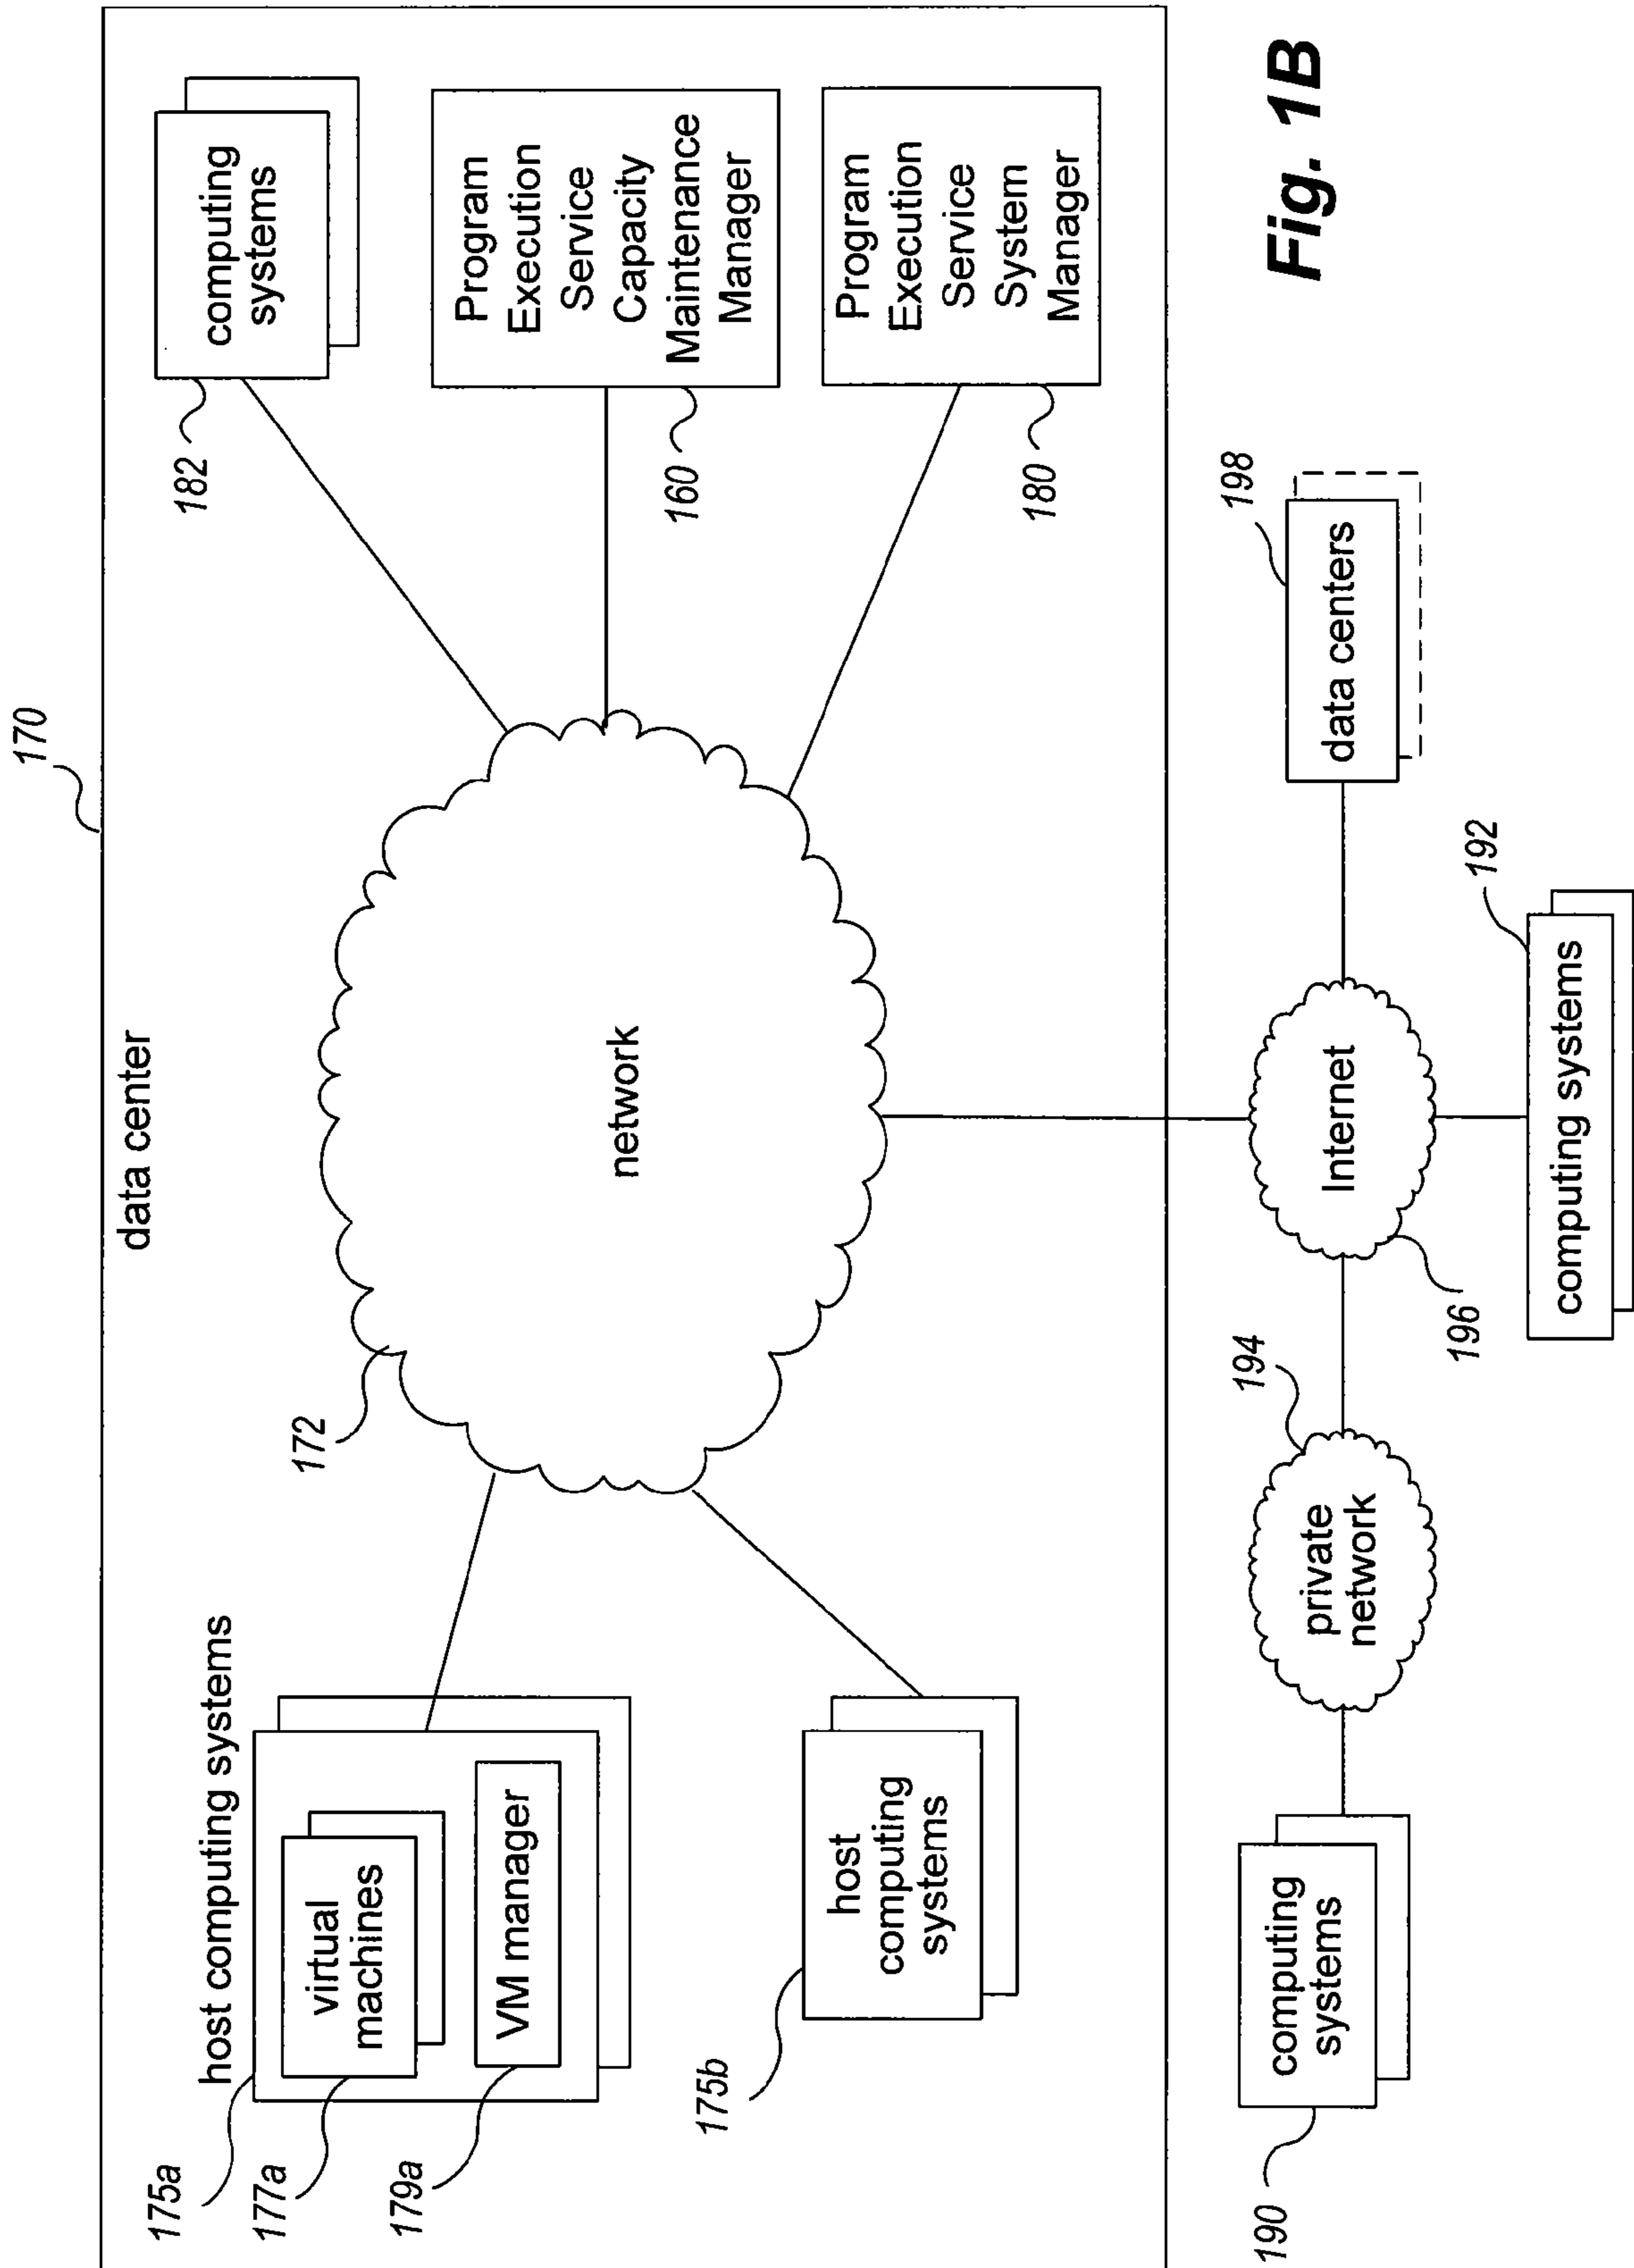 170
data center
host computing systems
175a
177a
virtual
machines
179a
VM manager
175b
host
computing
systems
172
network
182
computing
systems
160
Program
Execution
Service
Capacity
Maintenance
Manager
180
Program
Execution
Service
System
Manager
190
computing
systems
194
private
network
196
Internet
192
computing systems
198
data centers
Fig. 1B